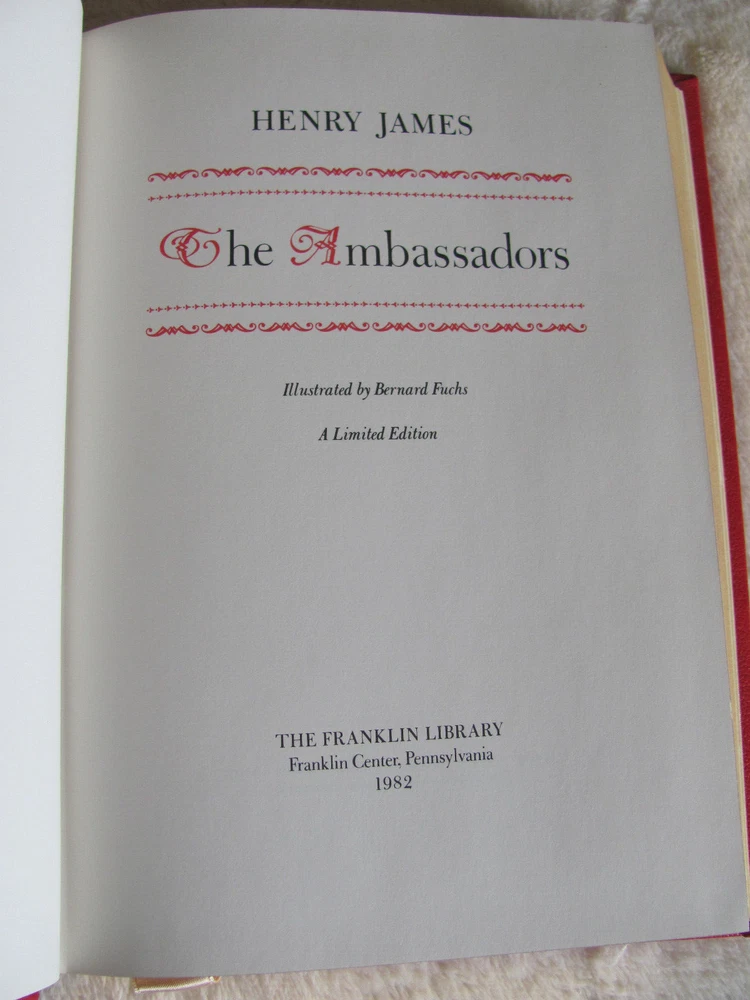 HENRY JAMES
The Ambassadors
Illustrated by Bernard Fuchs
A Limited Edition
THE FRANKLIN LIBRARY
Franklin Center, Pennsylvania
1982